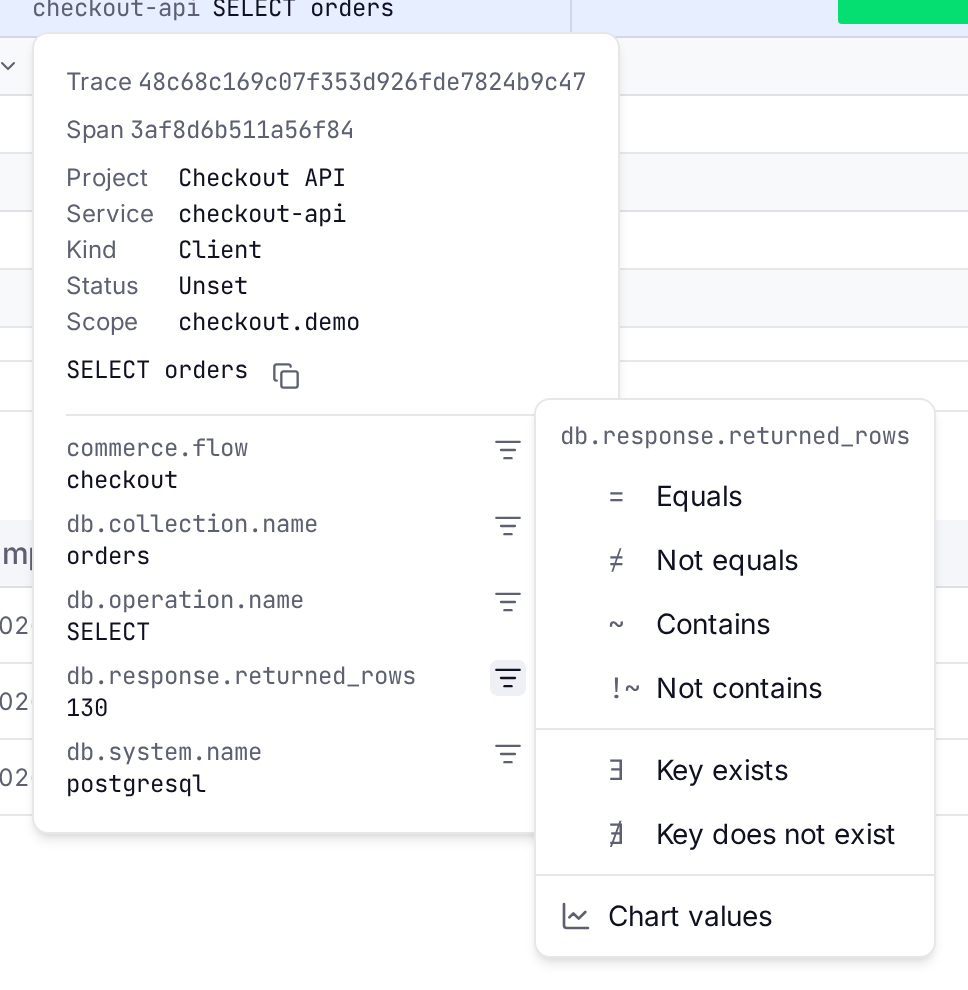 checkout-api SELECT orders
Trace 48c68c169c07f353d926fde7824b9c47
Span 3af8d6b511a56f84
Project Checkout API
Service checkout-api
Kind Client
Status Unset
Scope checkout.demo
SELECT orders
commerce.flow
checkout
db.collection.name
orders
db.operation.name
SELECT
db.response.returned_rows
130
db.system.name
postgresql
db.response.returned_rows
= Equals
≠ Not equals
~ Contains
!~ Not contains
∃ Key exists
∄ Key does not exist
Chart values
02
02
02